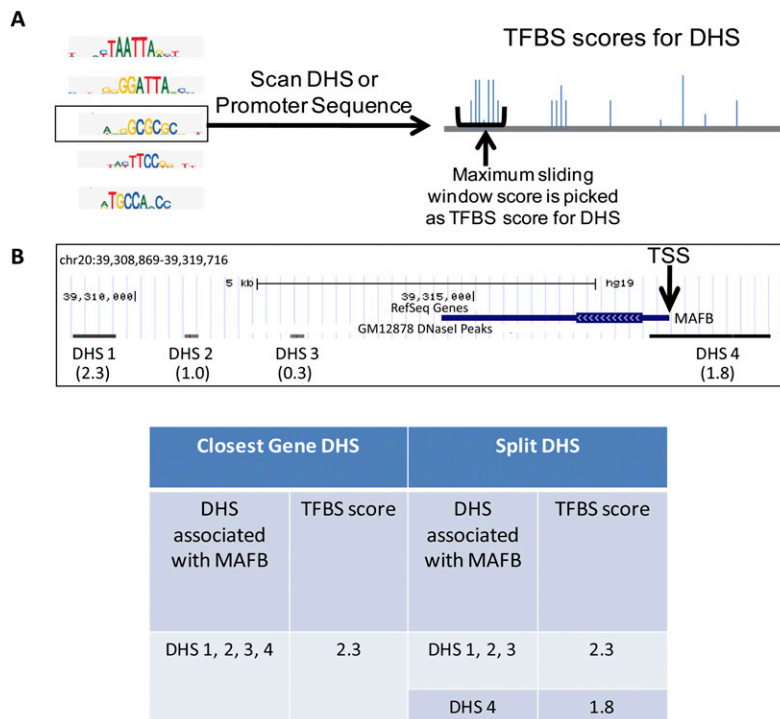 A
TFBS scores for DHS
TAATTA
GGATTA
Scan DHS or
Promoter Sequence
GCGCGC
TTCC
TGCCA CC
Maximum sliding
window score is picked
as TFBS score for DHS
B
chr20:39,308,869-39,319,716
TSS
5 kb
hg19
39,310,000|
39,315,000|
RefSeq Genes
MAFB
GM12878 DNaseI Peaks
DHS 1
DHS 2
DHS 3
DHS 4
(2.3)
(1.0)
(0.3)
(1.8)
Closest Gene DHS
Split DHS
DHS
associated
with MAFB
TFBS score
DHS
associated
with MAFB
TFBS score
DHS 1, 2, 3, 4
2.3
DHS 1, 2, 3
2.3
DHS 4
1.8